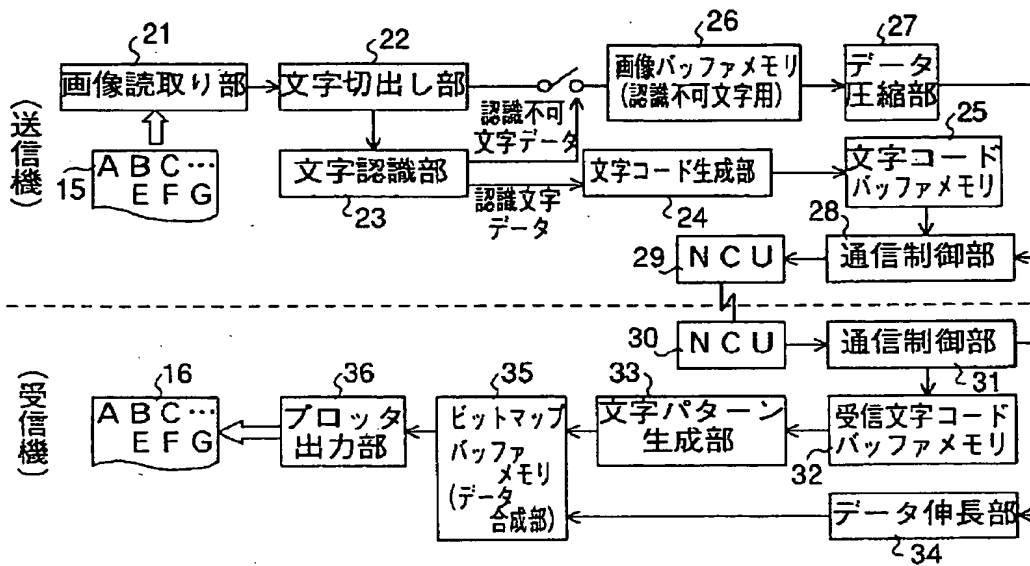 (送信機)
21
画像読取り部
15
A B C…
E F G
22
文字切出し部
認識不可
文字データ
文字認識部
23
認識文字
データ
26
画像バッファメモリ
(認識不可文字用)
27
データ
圧縮部
文字コード生成部
24
25
文字コード
バッファメモリ
28
通信制御部
29
NCU
(受信機)
30
NCU
通信制御部
31
16
A B C…
E F G
36
プロッタ
出力部
35
ビットマップ
バッファ
メモリ
(データ
合成部)
33
文字パターン
生成部
受信文字コード
バッファメモリ
32
データ伸長部
34